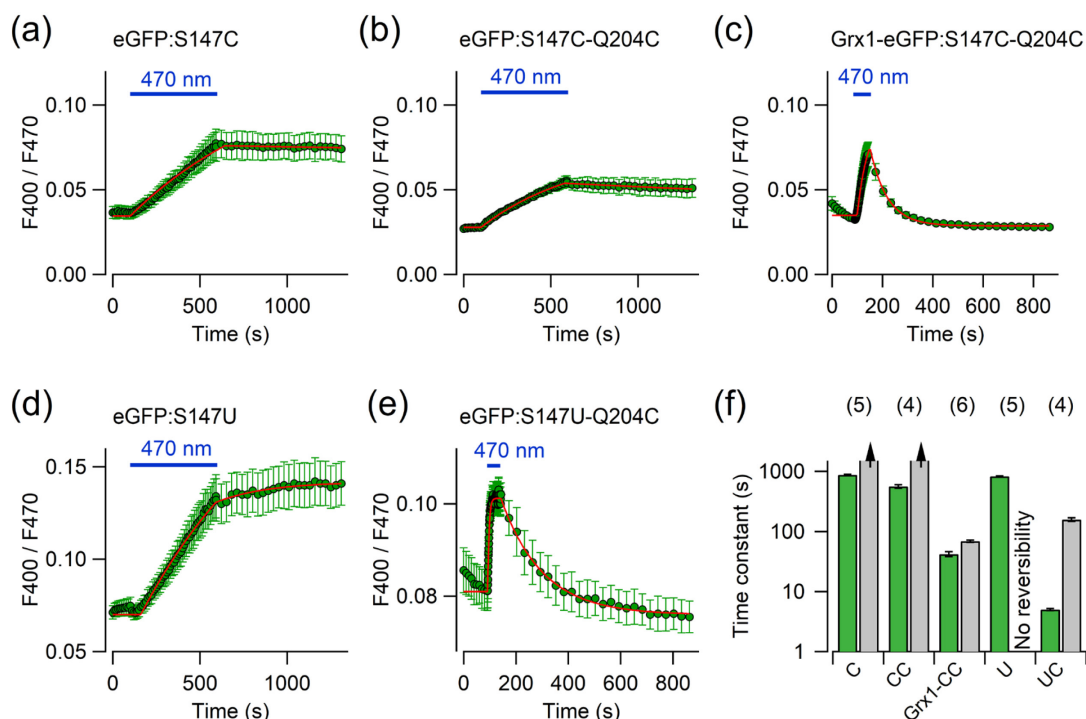 (a) eGFP:S147C
470 nm
F400 / F470
0.10
0.05
0.00
0 500 1000
Time (s)
(b) eGFP:S147C-Q204C
470 nm
F400 / F470
0.10
0.05
0.00
0 500 1000
Time (s)
(c) Grx1-eGFP:S147C-Q204C
470 nm
F400 / F470
0.10
0.05
0.00
0 200 400 600 800
Time (s)
(d) eGFP:S147U
470 nm
F400 / F470
0.15
0.10
0.05
0 500 1000
Time (s)
(e) eGFP:S147U-Q204C
470 nm
F400 / F470
0.10
0.08
0 200 400 600 800
Time (s)
(f) (5) (4) (6) (5) (4)
Time constant (s)
1000
100
10
1
No reversibility
C CC Grx1-CC U UC